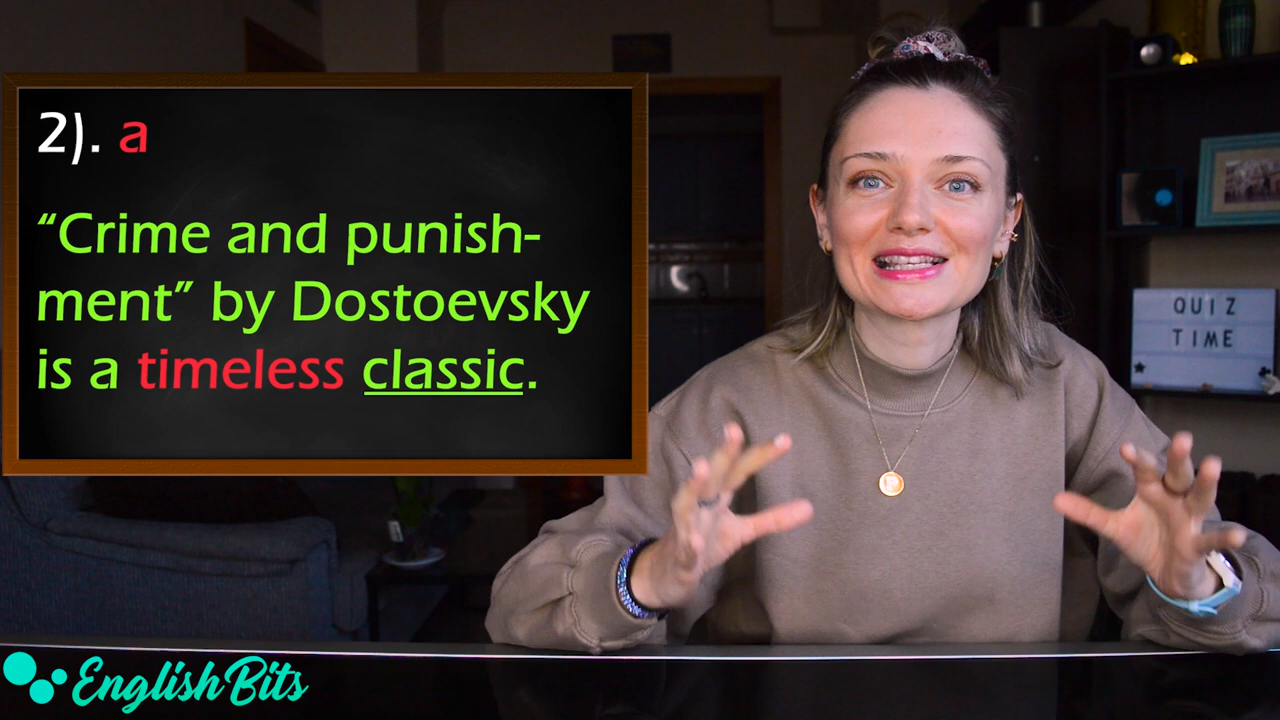 2). a
“Crime and punish-
ment” by Dostoevsky
is a timeless classic.
QUIZ
TIME
EnglishBits